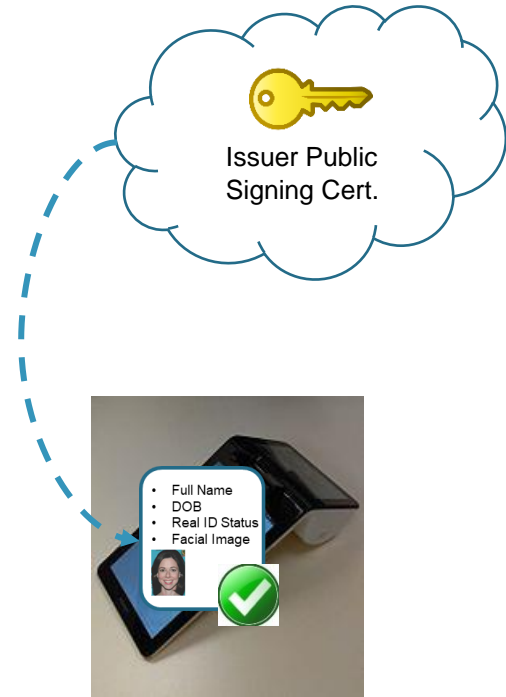 Issuer Public
Signing Cert.
• Full Name
• DOB
• Real ID Status
• Facial Image